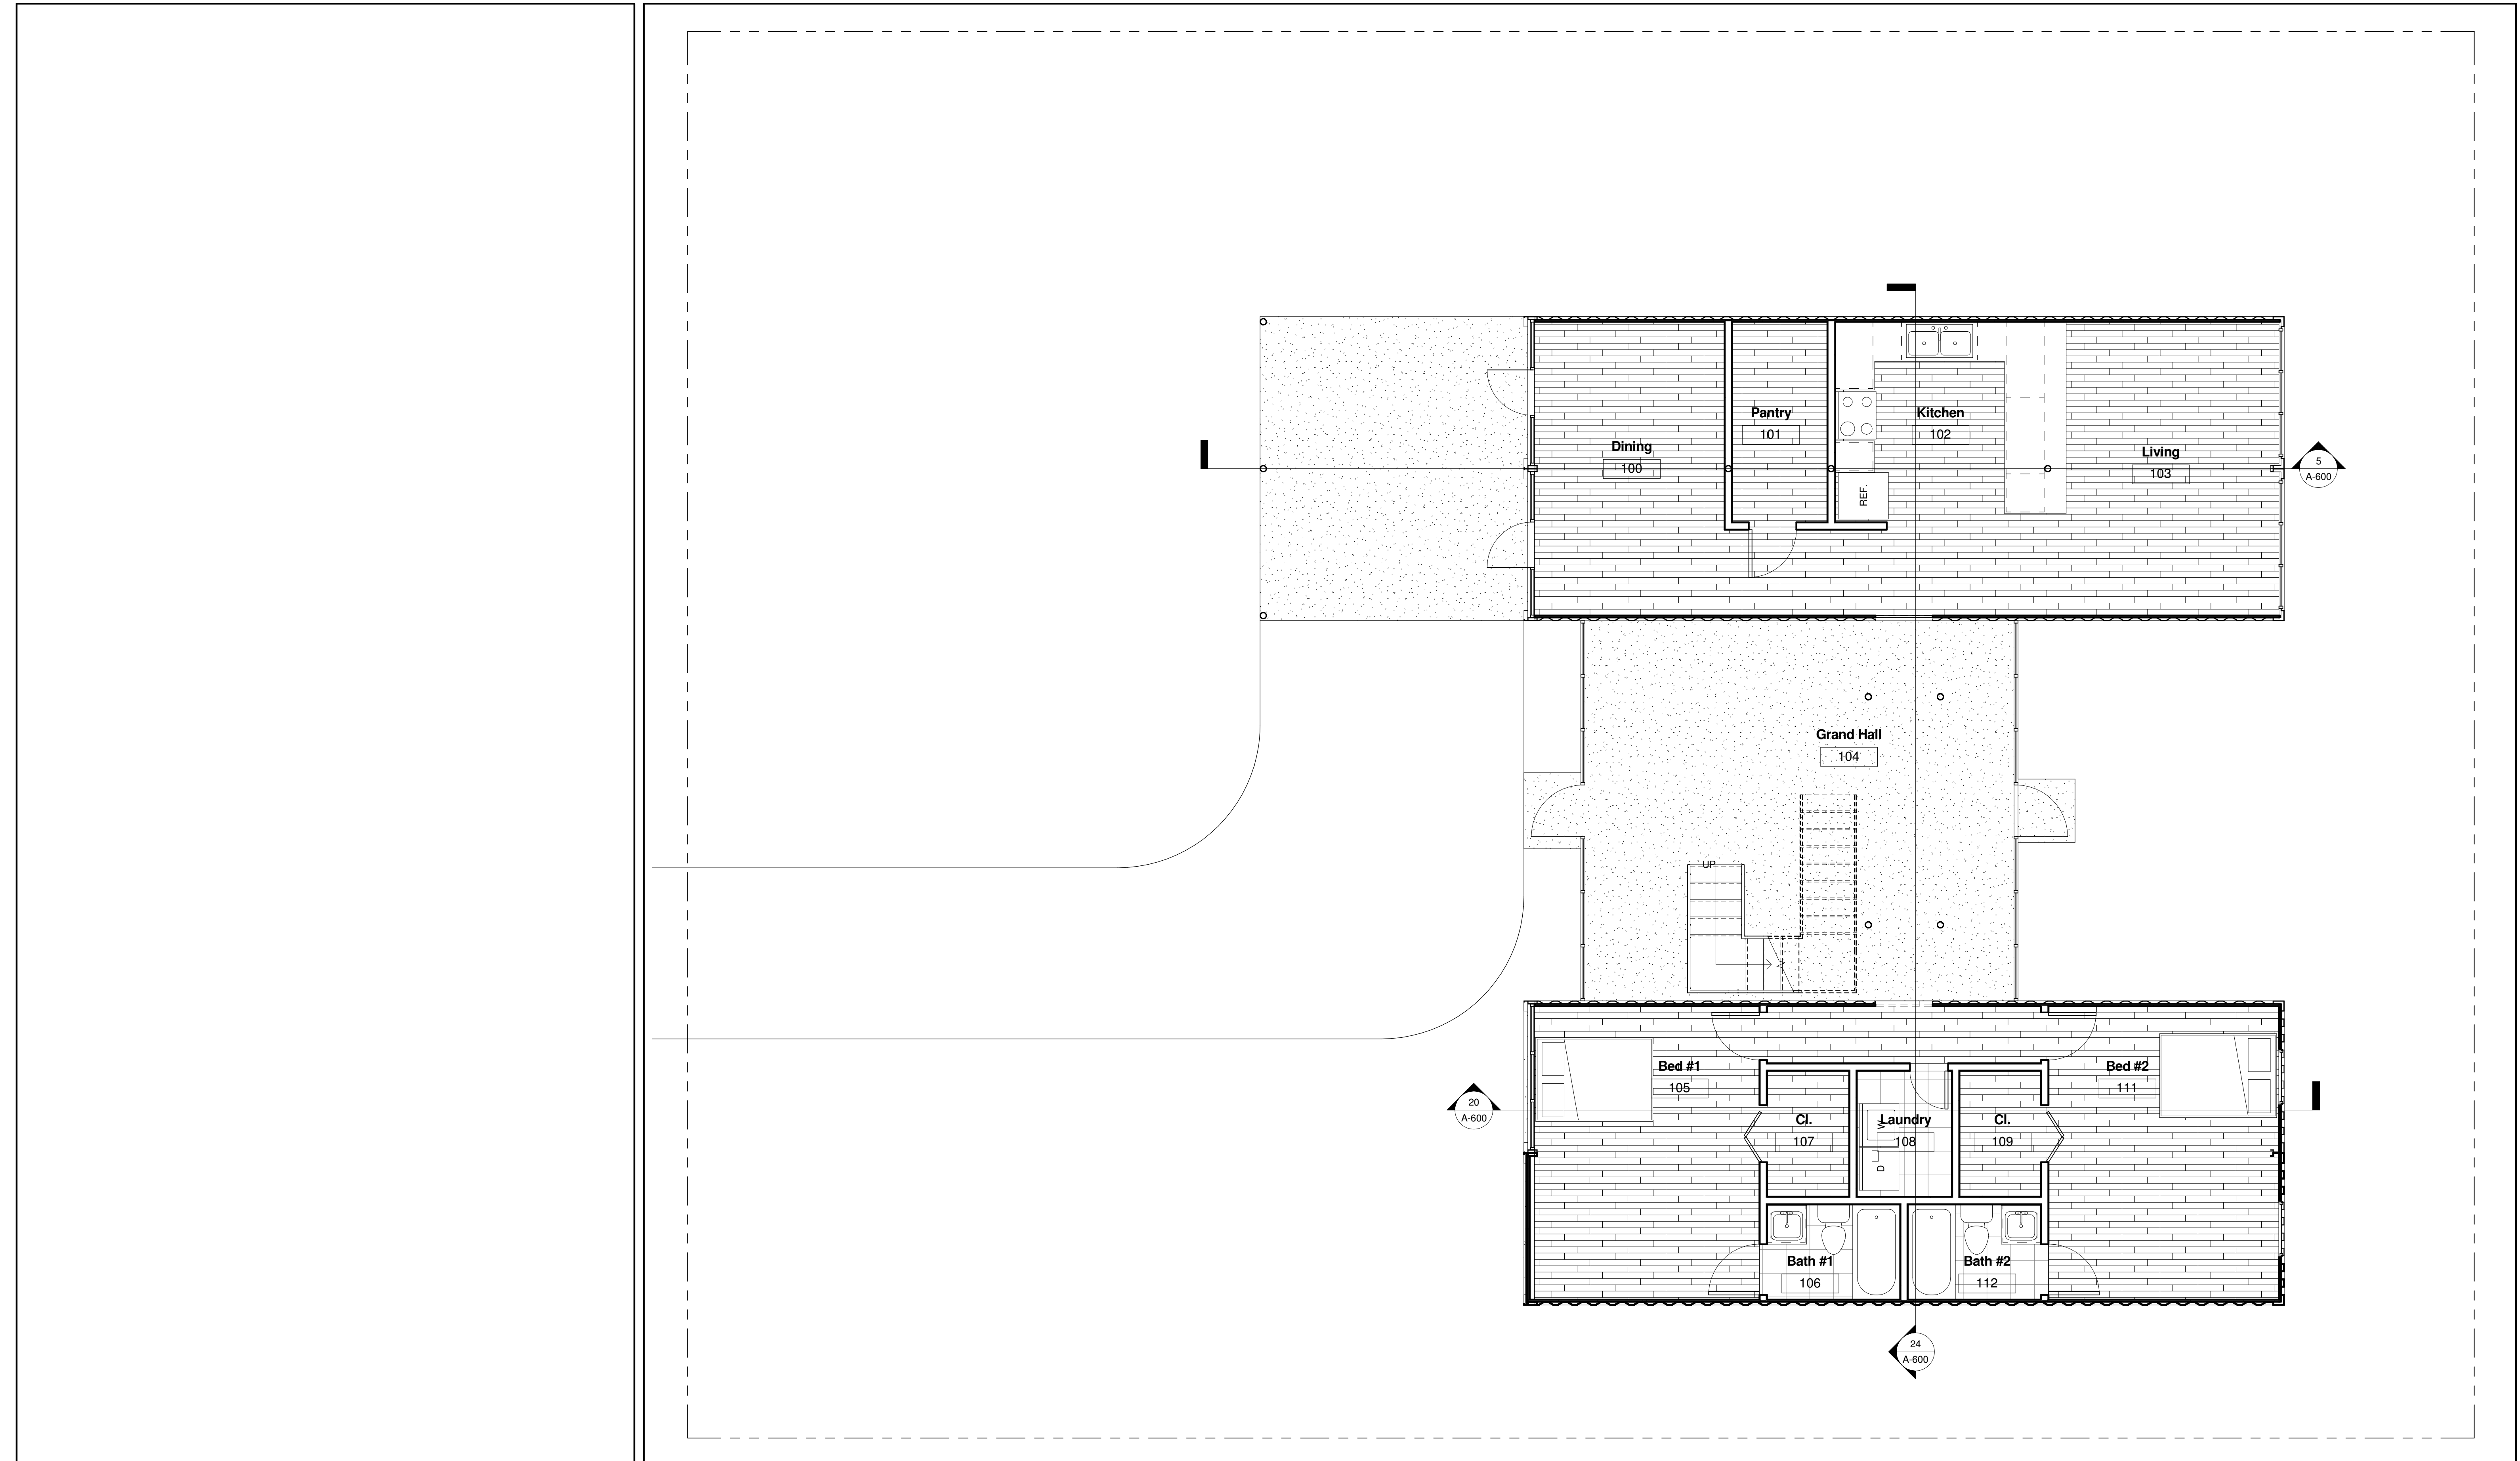 Pantry
101
Kitchen
102
Dining
100
Living
103
5
A-600
REF.
Grand Hall
104
UP
Bed #1
105
Bed #2
111
20
A-600
Cl.
107
W
Laundry
108
D
Cl.
109
Bath #1
106
Bath #2
112
24
A-600